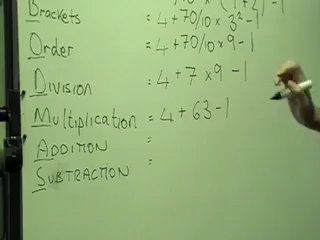 Brackets = 4 + 70/10 × 3² - 1
Order = 4 + 70/10 × 9 - 1
Division = 4 + 7 × 9 - 1
Multiplication = 4 + 63 - 1
ADDITION =
SUBTRACTION =